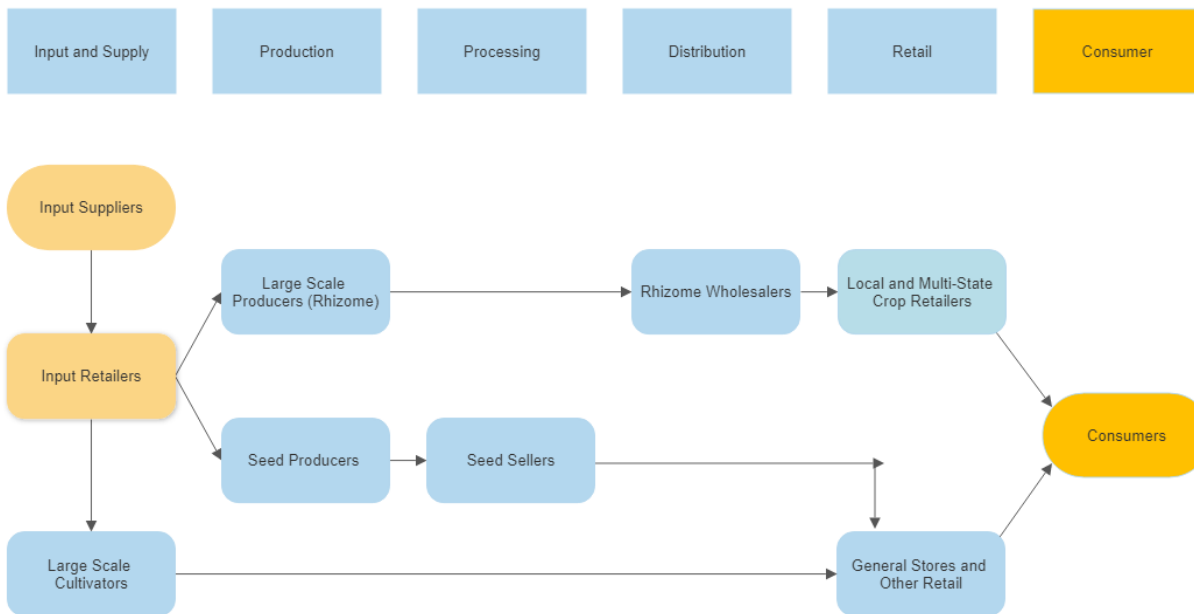 Input and Supply
Production
Processing
Distribution
Retail
Consumer
Input Suppliers
Large Scale
Producers (Rhizome)
Rhizome Wholesalers
Local and Multi-State
Crop Retailers
Input Retailers
Seed Producers
Seed Sellers
Consumers
Large Scale
Cultivators
General Stores and
Other Retail